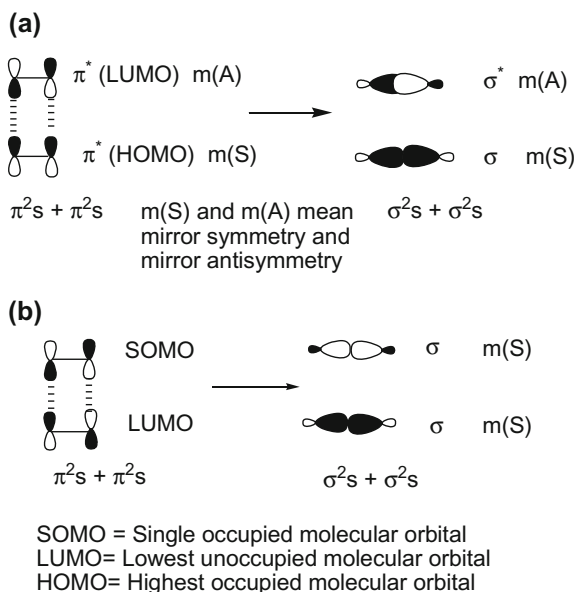 (a)
π* (LUMO) m(A)
σ* m(A)
π* (HOMO) m(S)
σ m(S)
π²s + π²s
m(S) and m(A) mean
mirror symmetry and
mirror antisymmetry
σ²s + σ²s
(b)
SOMO
σ m(S)
LUMO
σ m(S)
π²s + π²s
σ²s + σ²s
SOMO = Single occupied molecular orbital
LUMO= Lowest unoccupied molecular orbital
HOMO= Highest occupied molecular orbital